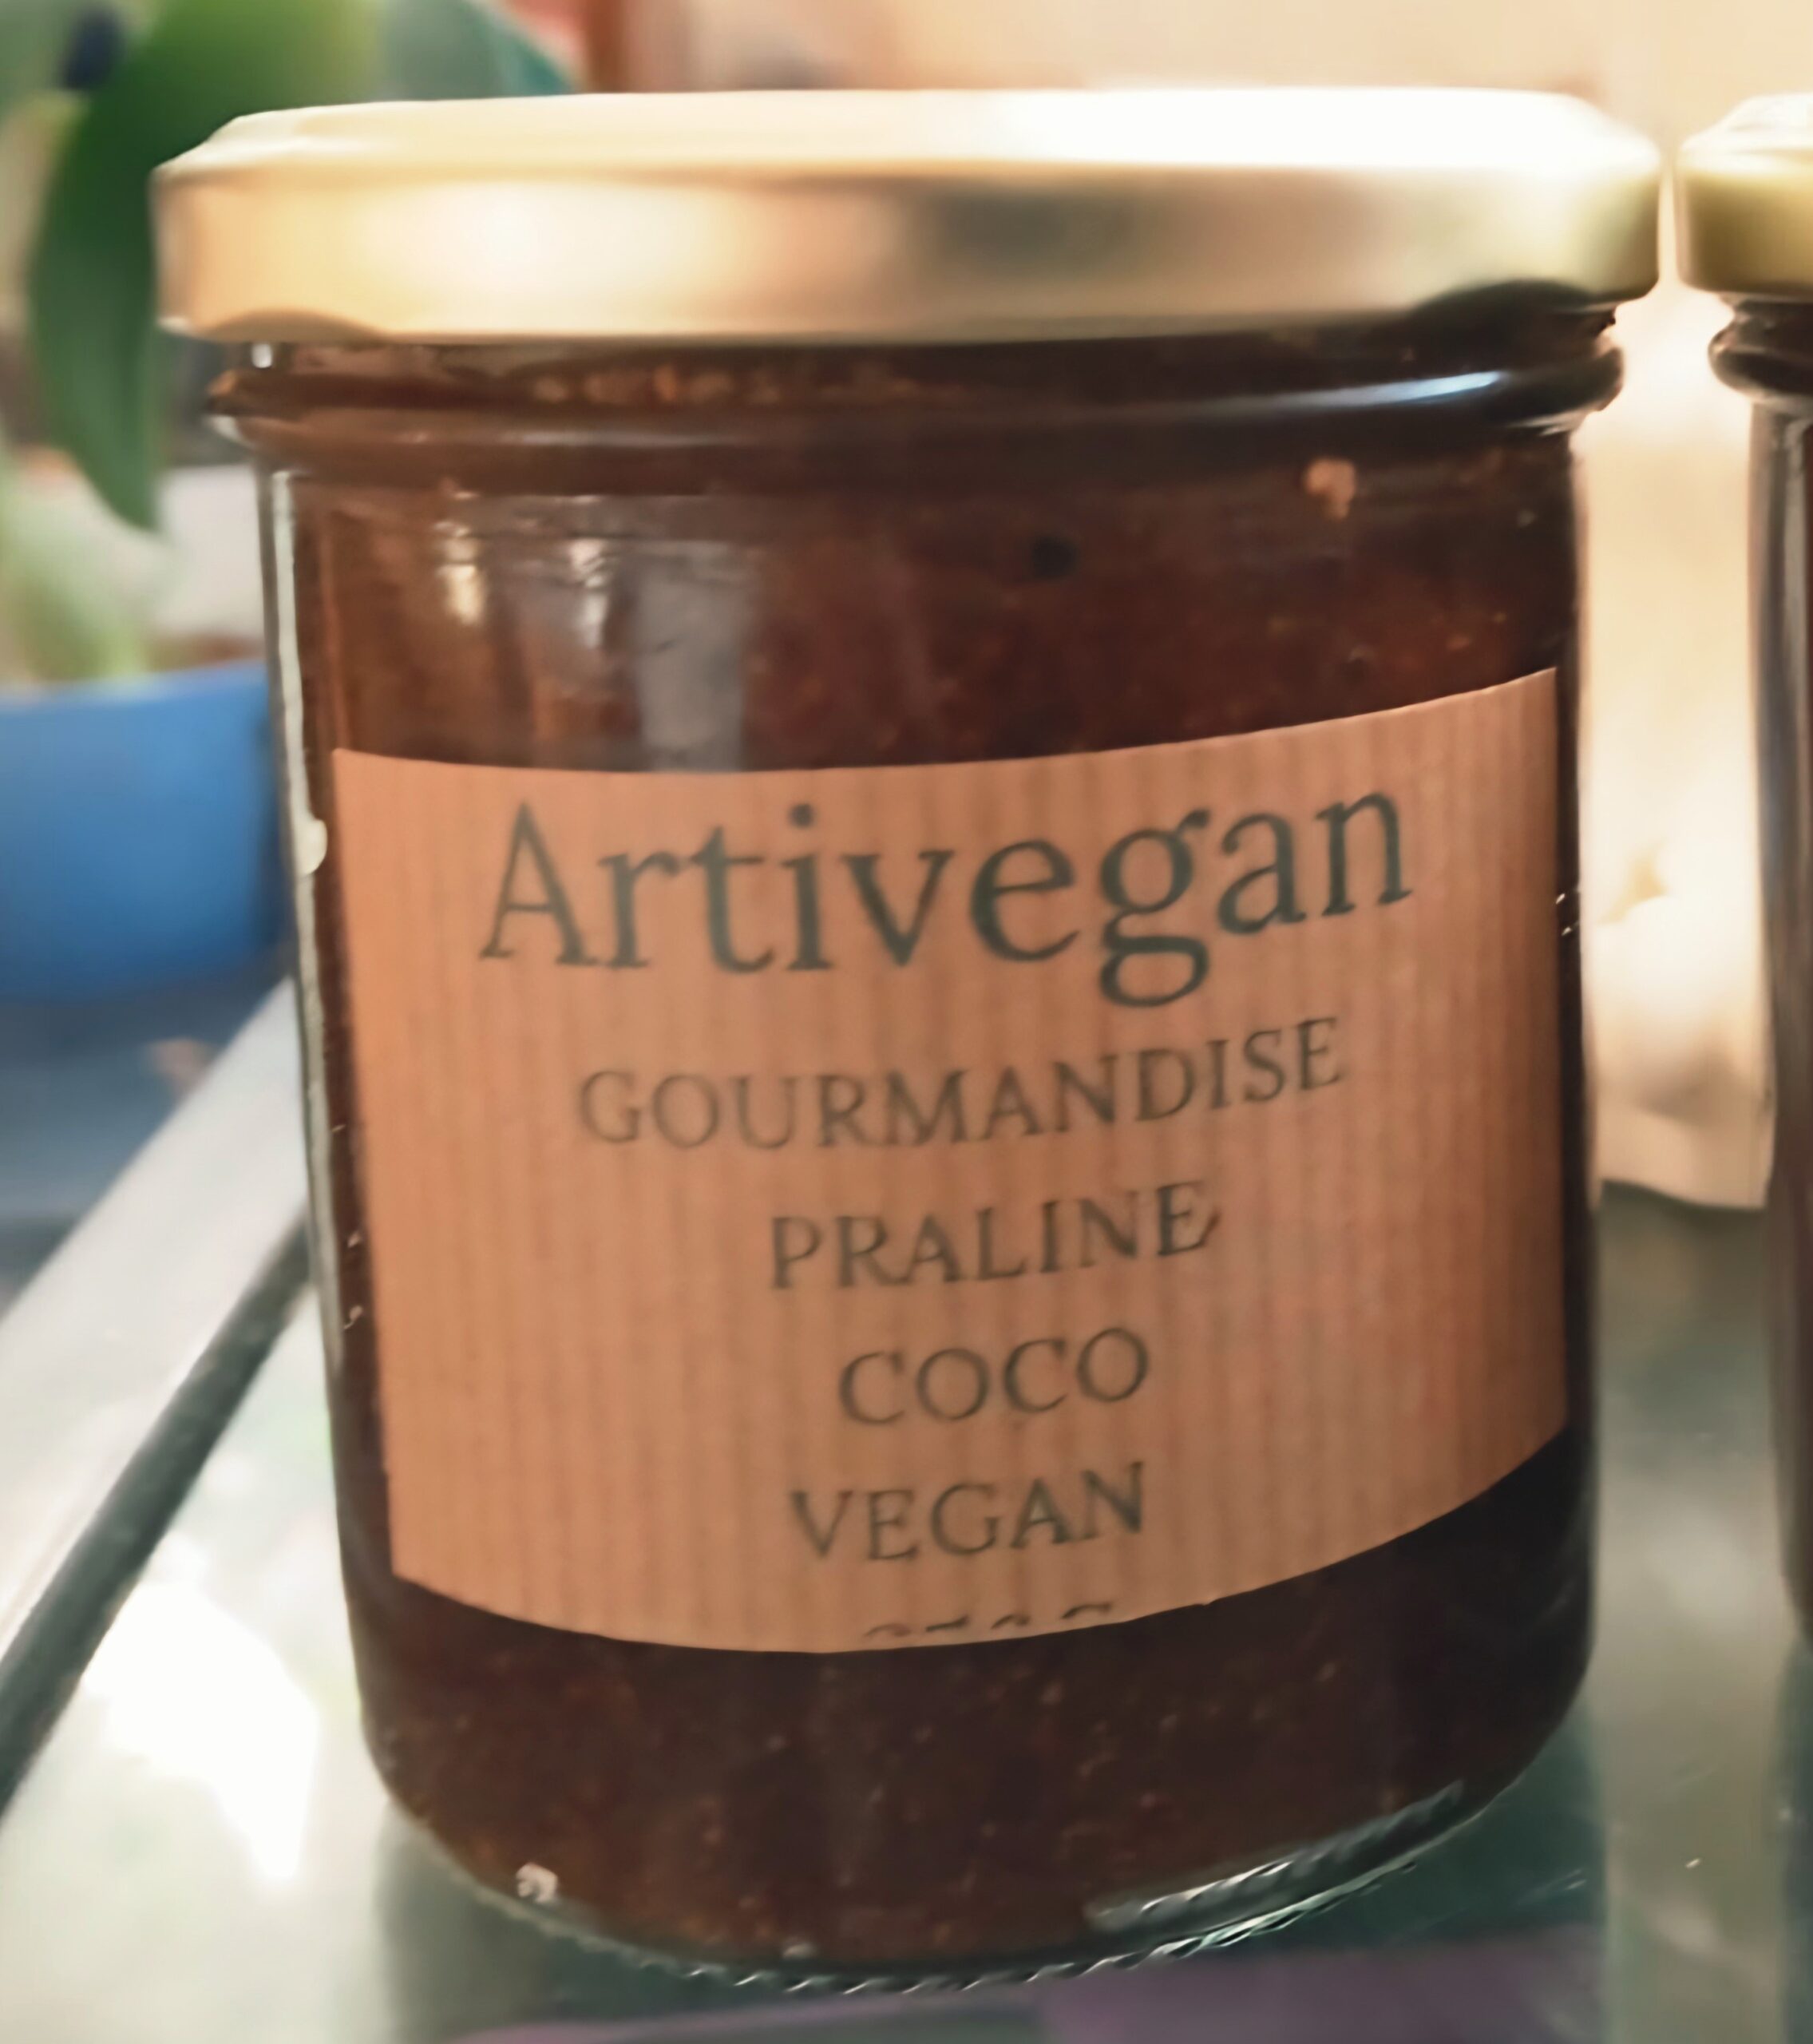 Artivegan
GOURMANDISE
PRALINE
COCO
VEGAN